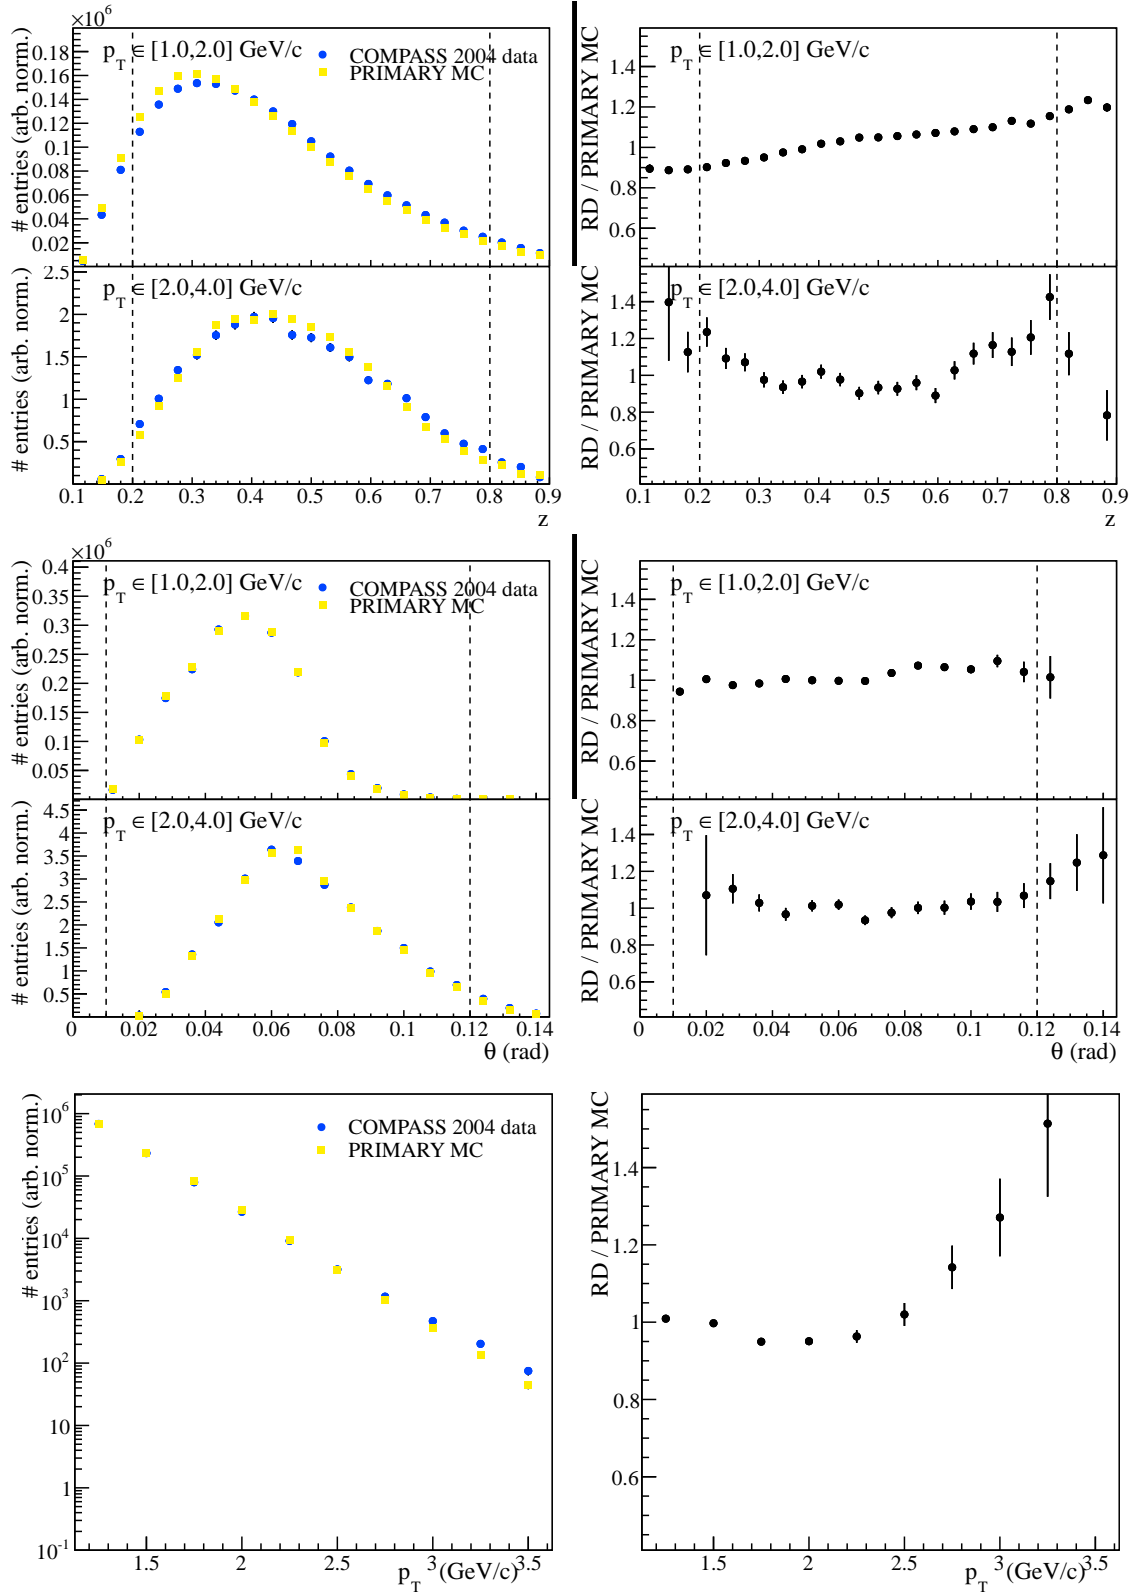 ×10^6
p_T ∈ [1.0,2.0] GeV/c
COMPASS 2004 data
PRIMARY MC
# entries (arb. norm.)
0.18
0.16
0.14
0.12
0.1
0.08
0.06
0.04
0.02
p_T ∈ [1.0,2.0] GeV/c
RD / PRIMARY MC
1.4
1.2
1
0.8
0.6
p_T ∈ [2.0,4.0] GeV/c
# entries (arb. norm.)
2.5
2
1.5
1
0.5
0.1 0.2 0.3 0.4 0.5 0.6 0.7 0.8 0.9
z
p_T ∈ [2.0,4.0] GeV/c
RD / PRIMARY MC
1.4
1.2
1
0.8
0.6
0.1 0.2 0.3 0.4 0.5 0.6 0.7 0.8 0.9
z
×10^6
p_T ∈ [1.0,2.0] GeV/c
COMPASS 2004 data
PRIMARY MC
# entries (arb. norm.)
0.4
0.35
0.3
0.25
0.2
0.15
0.1
0.05
p_T ∈ [1.0,2.0] GeV/c
RD / PRIMARY MC
1.4
1.2
1
0.8
0.6
p_T ∈ [2.0,4.0] GeV/c
# entries (arb. norm.)
4.5
4
3.5
3
2.5
2
1.5
1
0.5
0 0.02 0.04 0.06 0.08 0.1 0.12 0.14
θ (rad)
p_T ∈ [2.0,4.0] GeV/c
RD / PRIMARY MC
1.4
1.2
1
0.8
0.6
0 0.02 0.04 0.06 0.08 0.1 0.12 0.14
θ (rad)
COMPASS 2004 data
PRIMARY MC
# entries (arb. norm.)
10^6
10^5
10^4
10^3
10^2
10
1
10^-1
1.5 2 2.5 3 3.5
p_T (GeV/c)
RD / PRIMARY MC
1.4
1.2
1
0.8
0.6
1.5 2 2.5 3 3.5
p_T (GeV/c)